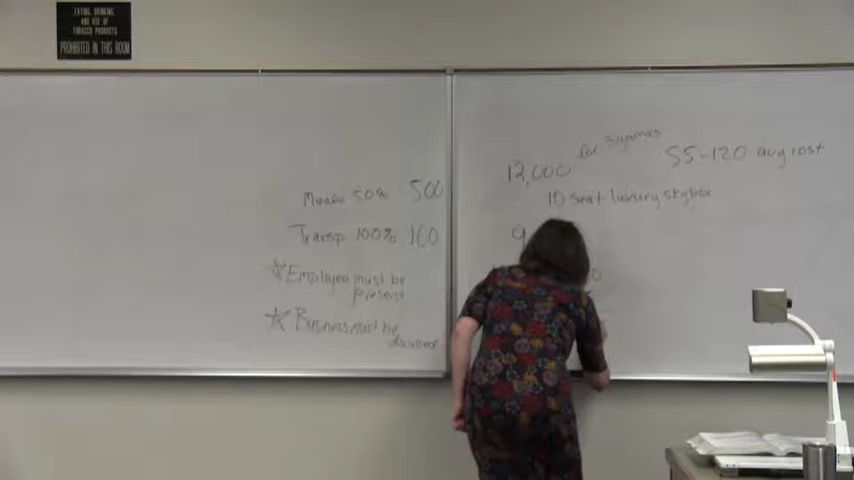 EATING, DRINKING,
AND USE OF
TOBACCO PRODUCTS
PROHIBITED IN THIS ROOM
Meals 50% 500
Transp 100% 100
☆ Employee must be
present
☆ Business must be
discussed
12,000 for 3 games
55-120 avg cost
10 seat luxury skybox
9
0